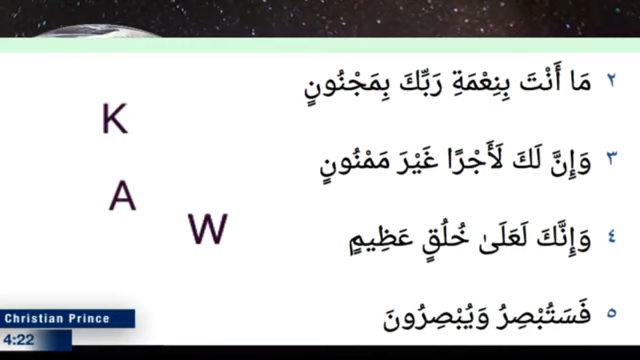 ٢ مَا أَنْتَ بِنِعْمَةِ رَبِّكَ بِمَجْنُونٍ
K
٣ وَإِنَّ لَكَ لَأَجْرًا غَيْرَ مَمْنُونٍ
A
W
٤ وَإِنَّكَ لَعَلَىٰ خُلُقٍ عَظِيمٍ
٥ فَسَتُبْصِرُ وَيُبْصِرُونَ
Christian Prince
4:22